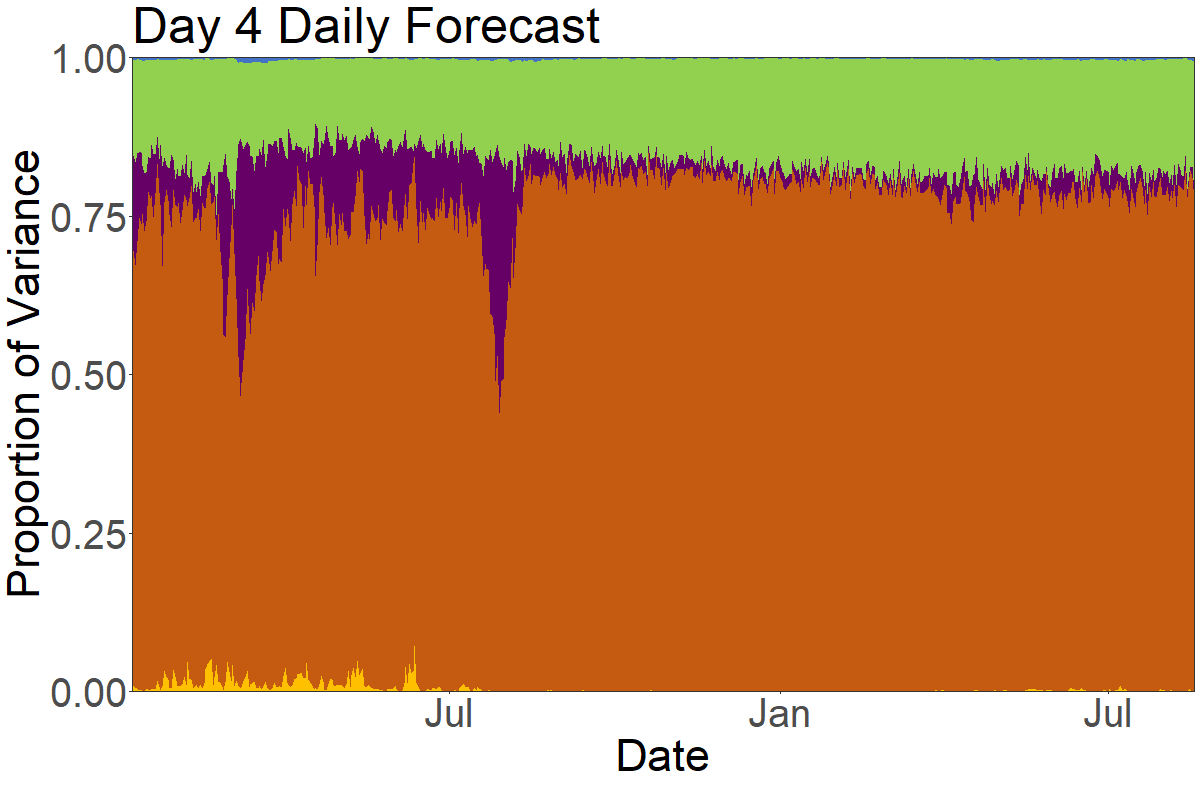 Day 4 Daily Forecast
Proportion of Variance
1.00
0.75
0.50
0.25
0.00
Jul
Jan
Jul
Date